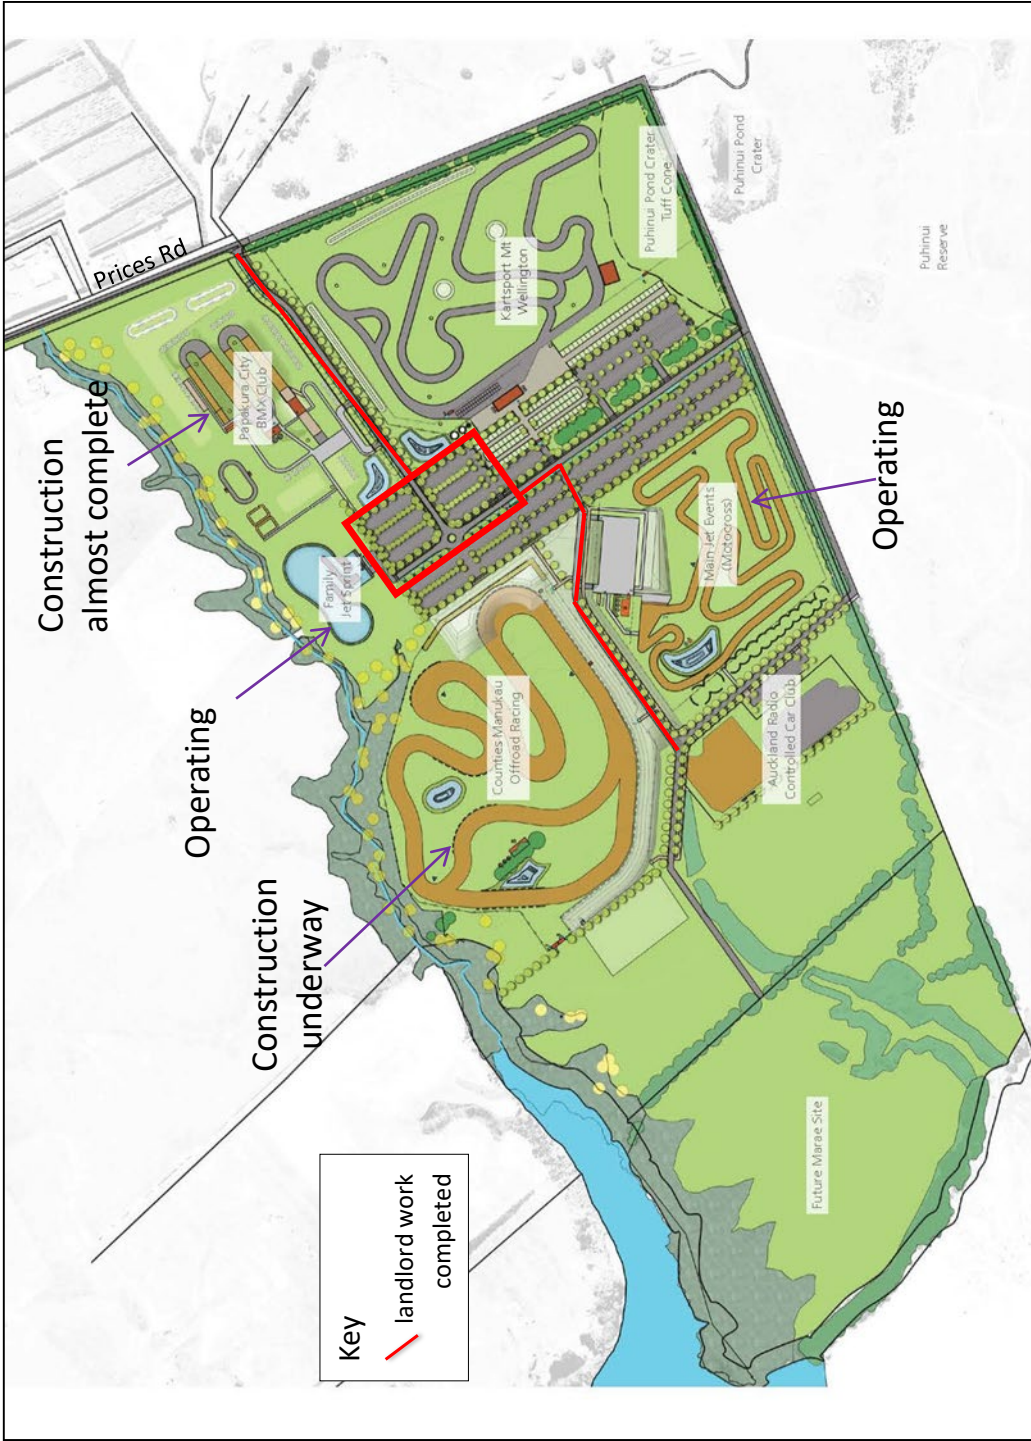 Construction
almost complete
Operating
Construction
underway
Key
landlord work
completed
Prices Rd
Papakura City
BMX Club
Family
Jet Sprint
Counties Manukau
Offroad Racing
Kartsport Mt
Wellington
Puhinui Pond Crater
Tuff Cone
Puhinui Pond
Crater
Puhinui
Reserve
Main Jet Events
(Motocross)
Operating
Auckland Radio
Controlled Car Club
Future Marae Site